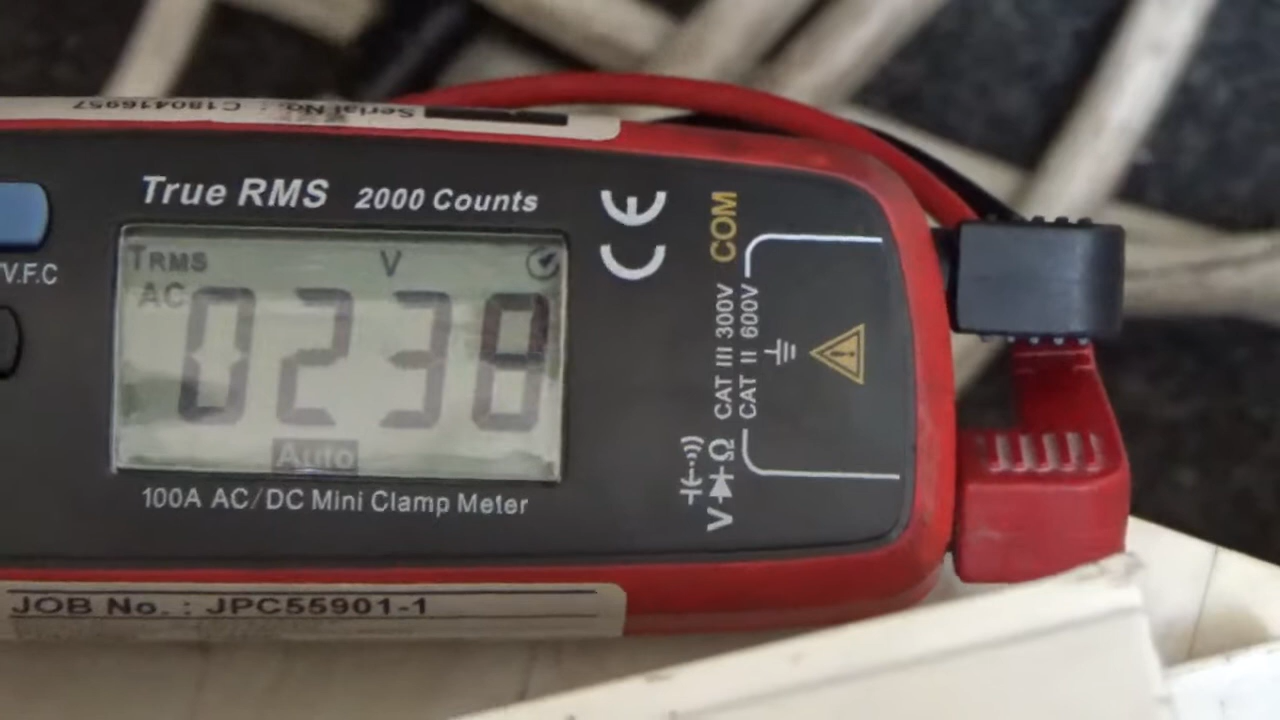 Serial No. : C180416957
True RMS 2000 Counts
/V.F.C
TRMS V
AC 0238
Auto
100A AC/DC Mini Clamp Meter
CE
COM
CAT III 300V
CAT II 600V
V Ω
JOB No. : JPC55901-1